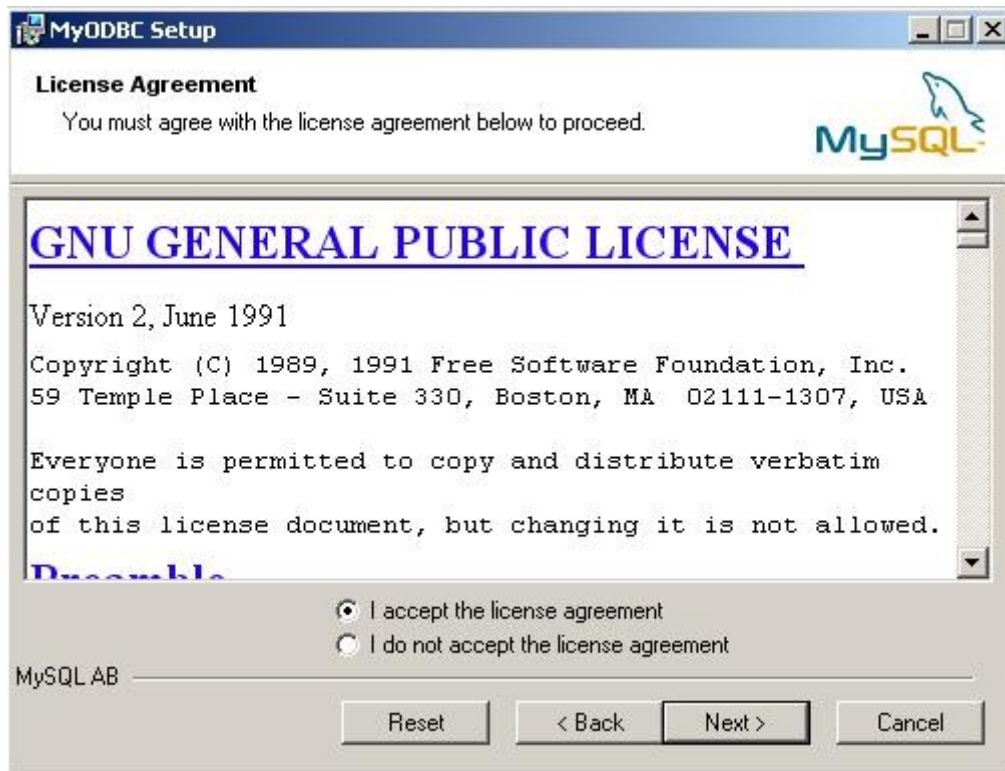 MyODBC Setup
License Agreement
You must agree with the license agreement below to proceed.
MySQL
GNU GENERAL PUBLIC LICENSE
Version 2, June 1991
Copyright (C) 1989, 1991 Free Software Foundation, Inc.
59 Temple Place - Suite 330, Boston, MA  02111-1307, USA
Everyone is permitted to copy and distribute verbatim
copies
of this license document, but changing it is not allowed.
Preamble
I accept the license agreement
I do not accept the license agreement
MySQL AB
Reset
< Back
Next >
Cancel